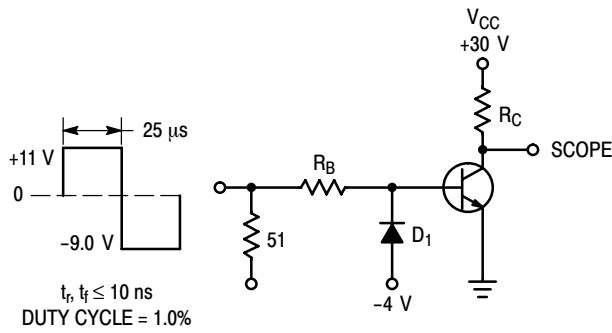 V_CC
+30 V
25 μs
+11 V
0
−9.0 V
R_C
SCOPE
R_B
51
D_1
−4 V
t_r, t_f ≤ 10 ns
DUTY CYCLE = 1.0%